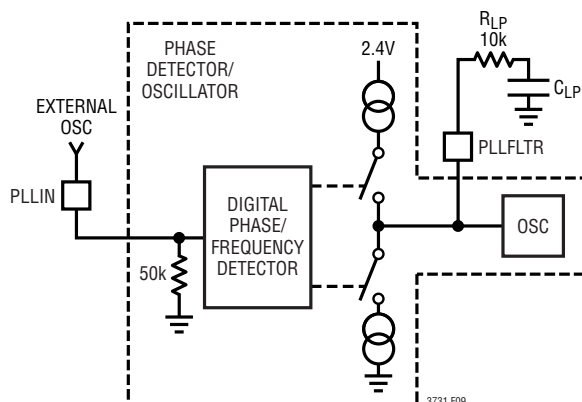 PHASE
DETECTOR/
OSCILLATOR
2.4V
R_LP
10k
C_LP
EXTERNAL
OSC
PLLIN
PLLFLTR
DIGITAL
PHASE/
FREQUENCY
DETECTOR
OSC
50k
3731 F09